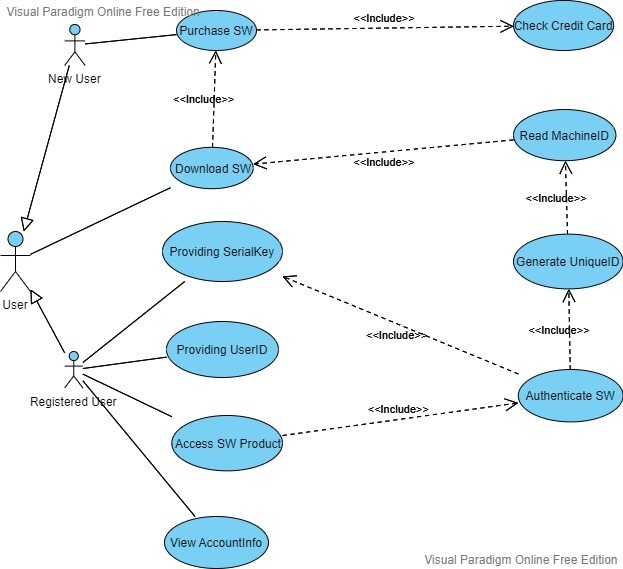 Visual Paradigm Online Free Edition
Purchase SW
<<Include>>
Check Credit Card
New User
<<Include>>
Read MachineID
Download SW
<<Include>>
<<Include>>
Providing SerialKey
Generate UniqueID
User
<<Include>>
<<Include>>
Providing UserID
Registered User
Authenticate SW
<<Include>>
Access SW Product
View AccountInfo
Visual Paradigm Online Free Edition